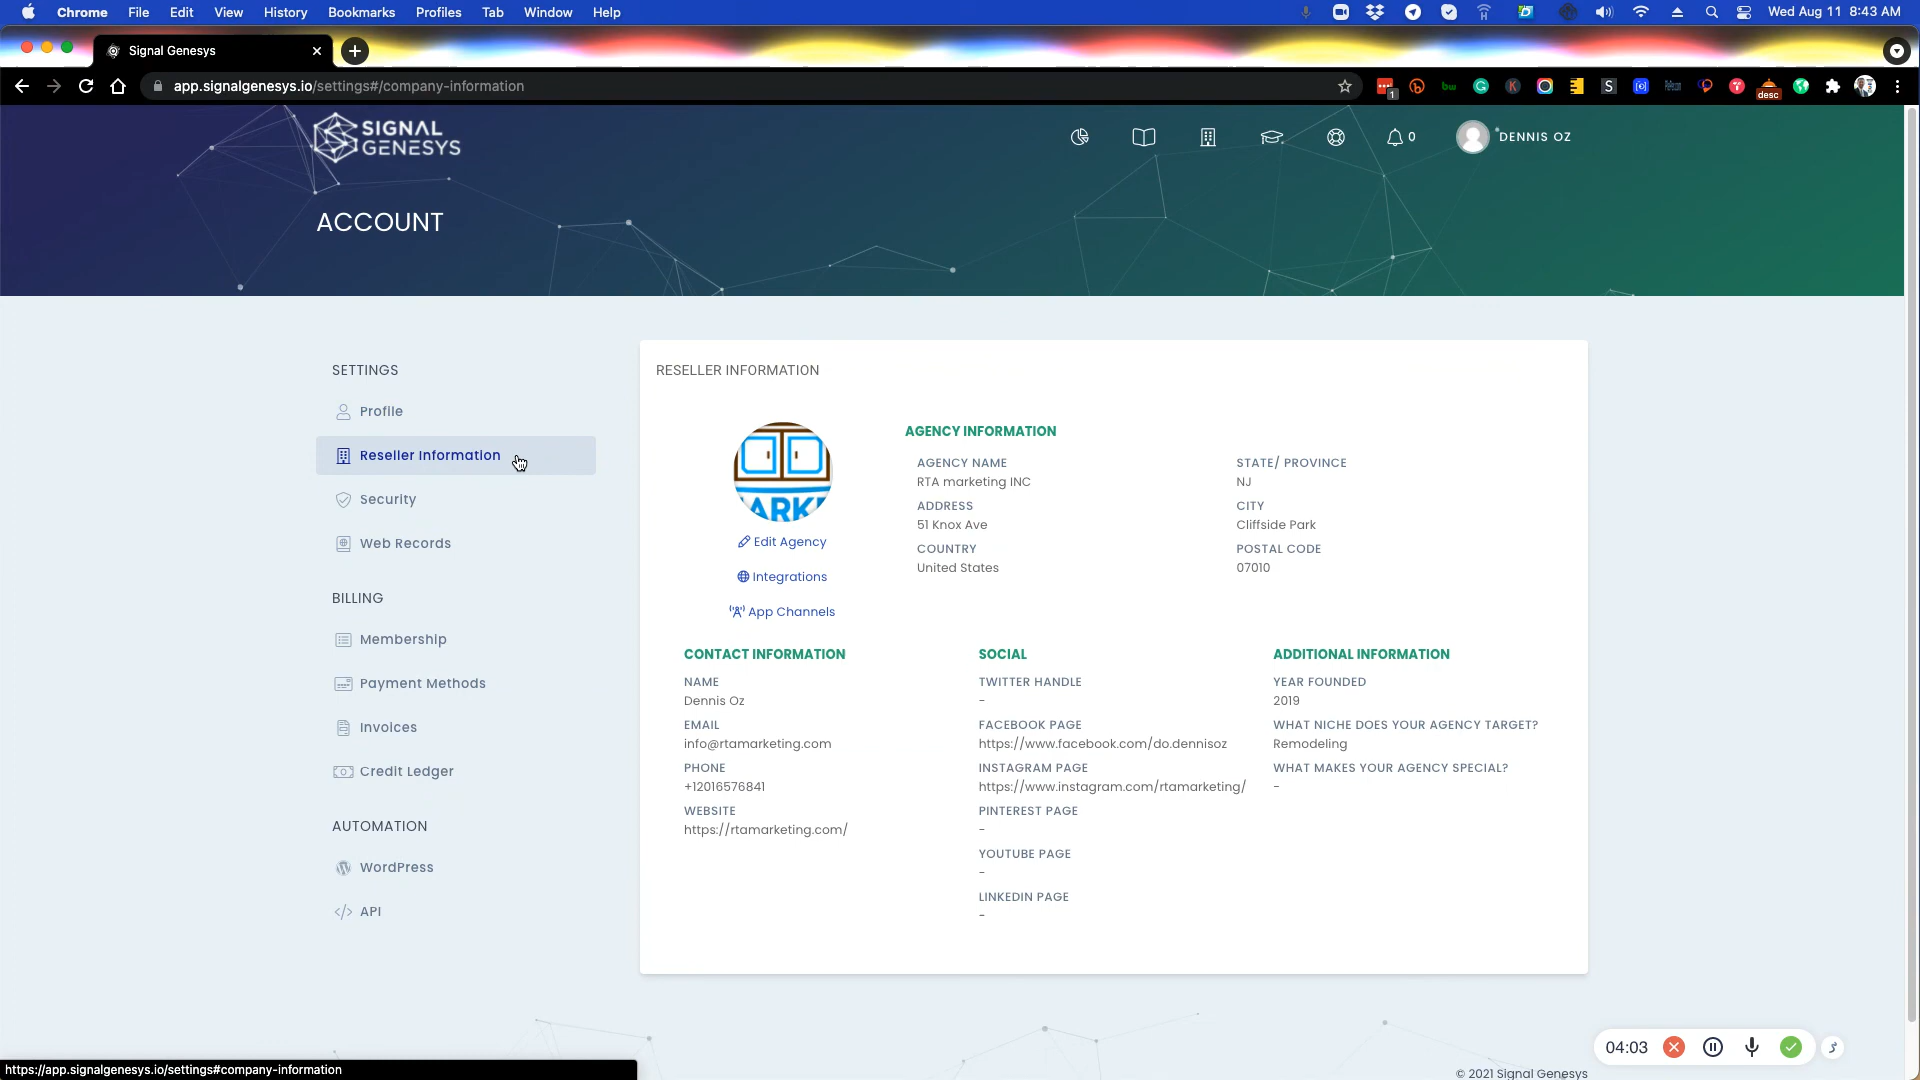 Chrome File Edit View History Bookmarks Profiles Tab Window Help
Wed Aug 11 8:43 AM
Signal Genesys
app.signalgenesys.io/settings#/company-information
1
bw
K
S
desc
SIGNAL
GENESYS
0
DENNIS OZ
ACCOUNT
SETTINGS
Profile
Reseller Information
Security
Web Records
BILLING
Membership
Payment Methods
Invoices
Credit Ledger
AUTOMATION
WordPress
API
RESELLER INFORMATION
ARK
Edit Agency
Integrations
App Channels
AGENCY INFORMATION
AGENCY NAME
RTA marketing INC
ADDRESS
51 Knox Ave
COUNTRY
United States
STATE/ PROVINCE
NJ
CITY
Cliffside Park
POSTAL CODE
07010
CONTACT INFORMATION
NAME
Dennis Oz
EMAIL
info@rtamarketing.com
PHONE
+12016576841
WEBSITE
https://rtamarketing.com/
SOCIAL
TWITTER HANDLE
-
FACEBOOK PAGE
https://www.facebook.com/do.dennisoz
INSTAGRAM PAGE
https://www.instagram.com/rtamarketing/
PINTEREST PAGE
-
YOUTUBE PAGE
-
LINKEDIN PAGE
-
ADDITIONAL INFORMATION
YEAR FOUNDED
2019
WHAT NICHE DOES YOUR AGENCY TARGET?
Remodeling
WHAT MAKES YOUR AGENCY SPECIAL?
-
04:03
https://app.signalgenesys.io/settings#company-information
© 2021 Signal Genesys